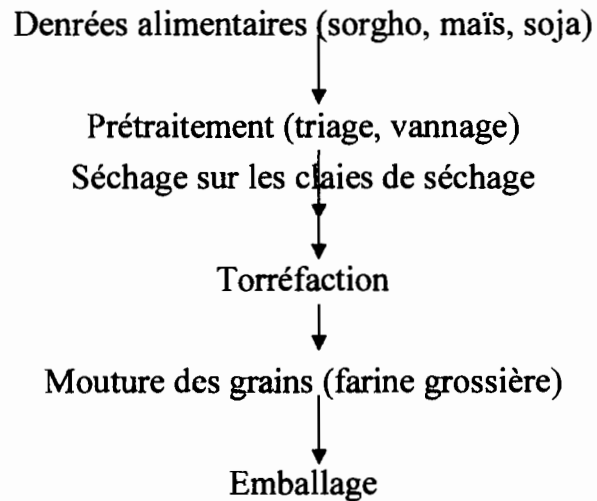 Denrées alimentaires (sorgho, maïs, soja)
Prétraitement (triage, vannage)
Séchage sur les claies de séchage
Torréfaction
Mouture des grains (farine grossière)
Emballage